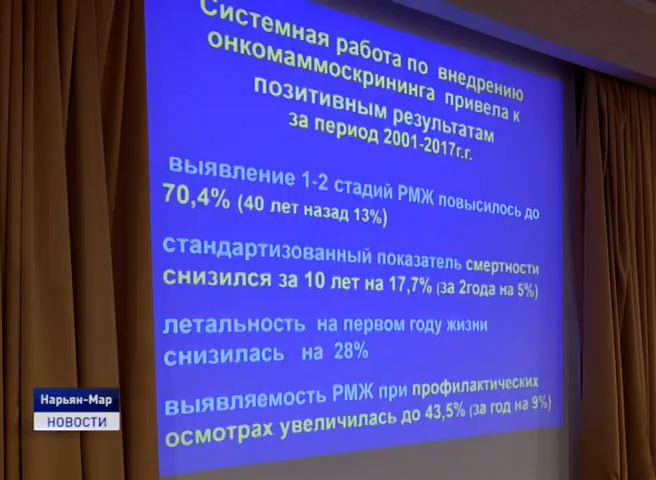 Системная работа по внедрению
онкомаммоскрининга привела к
позитивным результатам
за период 2001-2017г.г.
выявление 1-2 стадий РМЖ повысилось до
70,4% (40 лет назад 13%)
стандартизованный показатель смертности
снизился за 10 лет на 17,7% (за 2года на 5%)
летальность на первом году жизни
снизилась на 28%
выявляемость РМЖ при профилактических
осмотрах увеличилась до 43,5% (за год на 9%)
Нарьян-Мар
НОВОСТИ